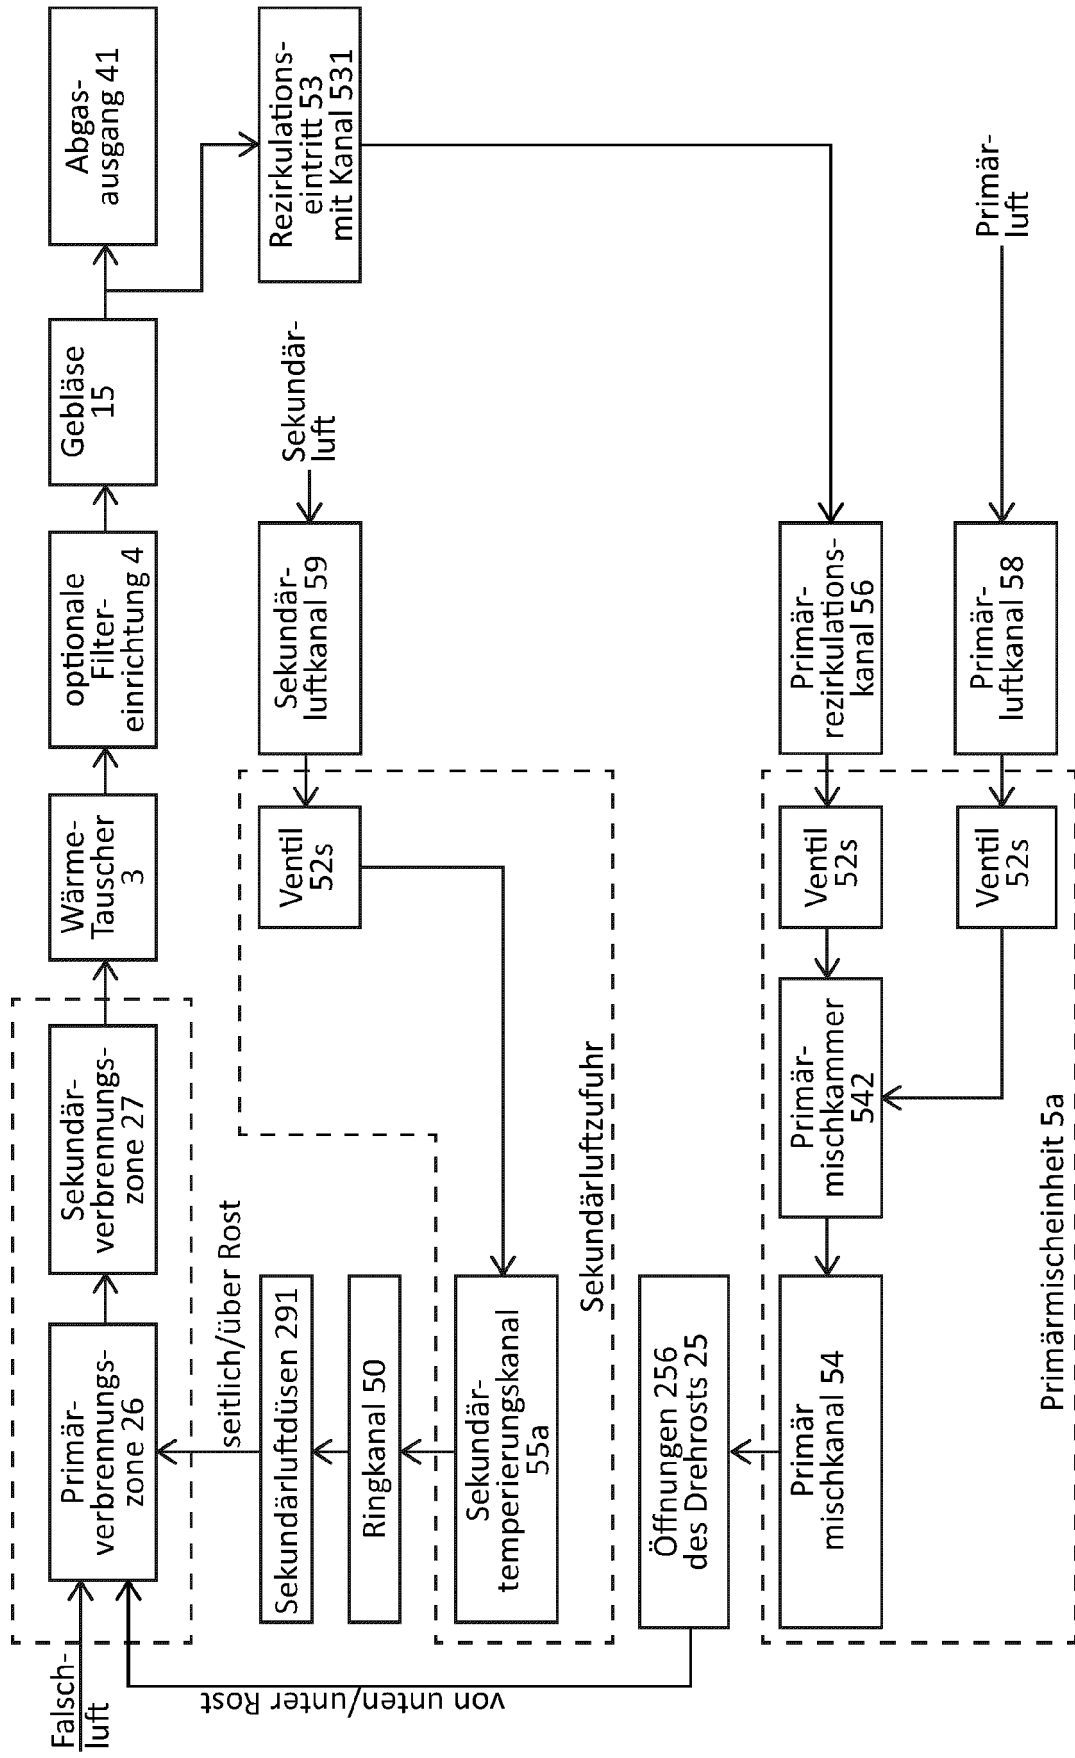 Falsch-
luft
Primär-
verbrennungs-
zone 26
Sekundär-
verbrennungs-
zone 27
Wärme-
Tauscher
3
optionale
Filter-
einrichtung 4
Gebläse
15
Abgas-
ausgang 41
seitlich/über Rost
Sekundärluftdüsen 291
Ringkanal 50
Sekundär-
temperierungskanal
55a
Ventil
52s
Sekundär-
luftkanal 59
Sekundär-
luft
Rezirkulations-
eintritt 53
mit Kanal 531
Sekundärluftzufuhr
von unten/unter Rost
Öffnungen 256
des Drehrosts 25
Primär
mischkanal 54
Primär-
mischkammer
542
Ventil
52s
Primär-
rezirkulations-
kanal 56
Ventil
52s
Primär-
luftkanal 58
Primär-
luft
Primärmischeinheit 5a